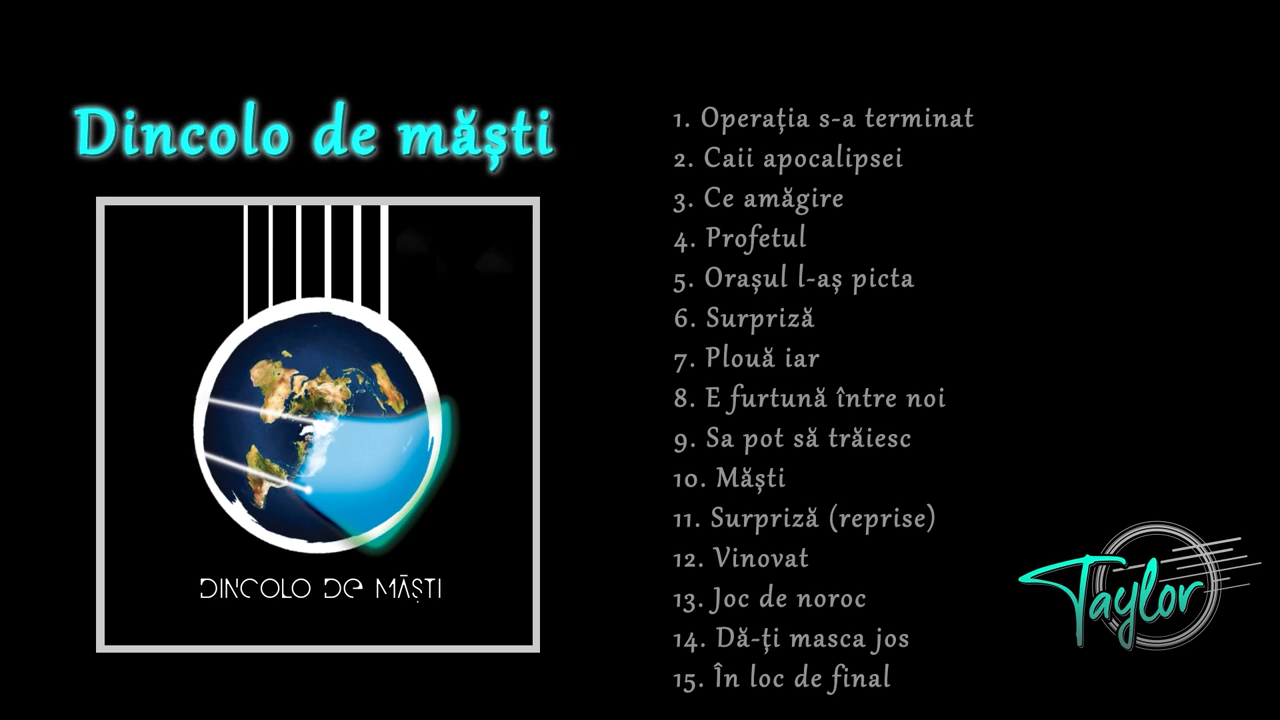 Dincolo de măști
DINCOLO DE MĂȘTI
1. Operația s-a terminat
2. Caii apocalipsei
3. Ce amăgire
4. Profetul
5. Orașul l-aș picta
6. Surpriză
7. Plouă iar
8. E furtună între noi
9. Sa pot să trăiesc
10. Măști
11. Surpriză (reprise)
12. Vinovat
13. Joc de noroc
14. Dă-ți masca jos
15. În loc de final
Taylor